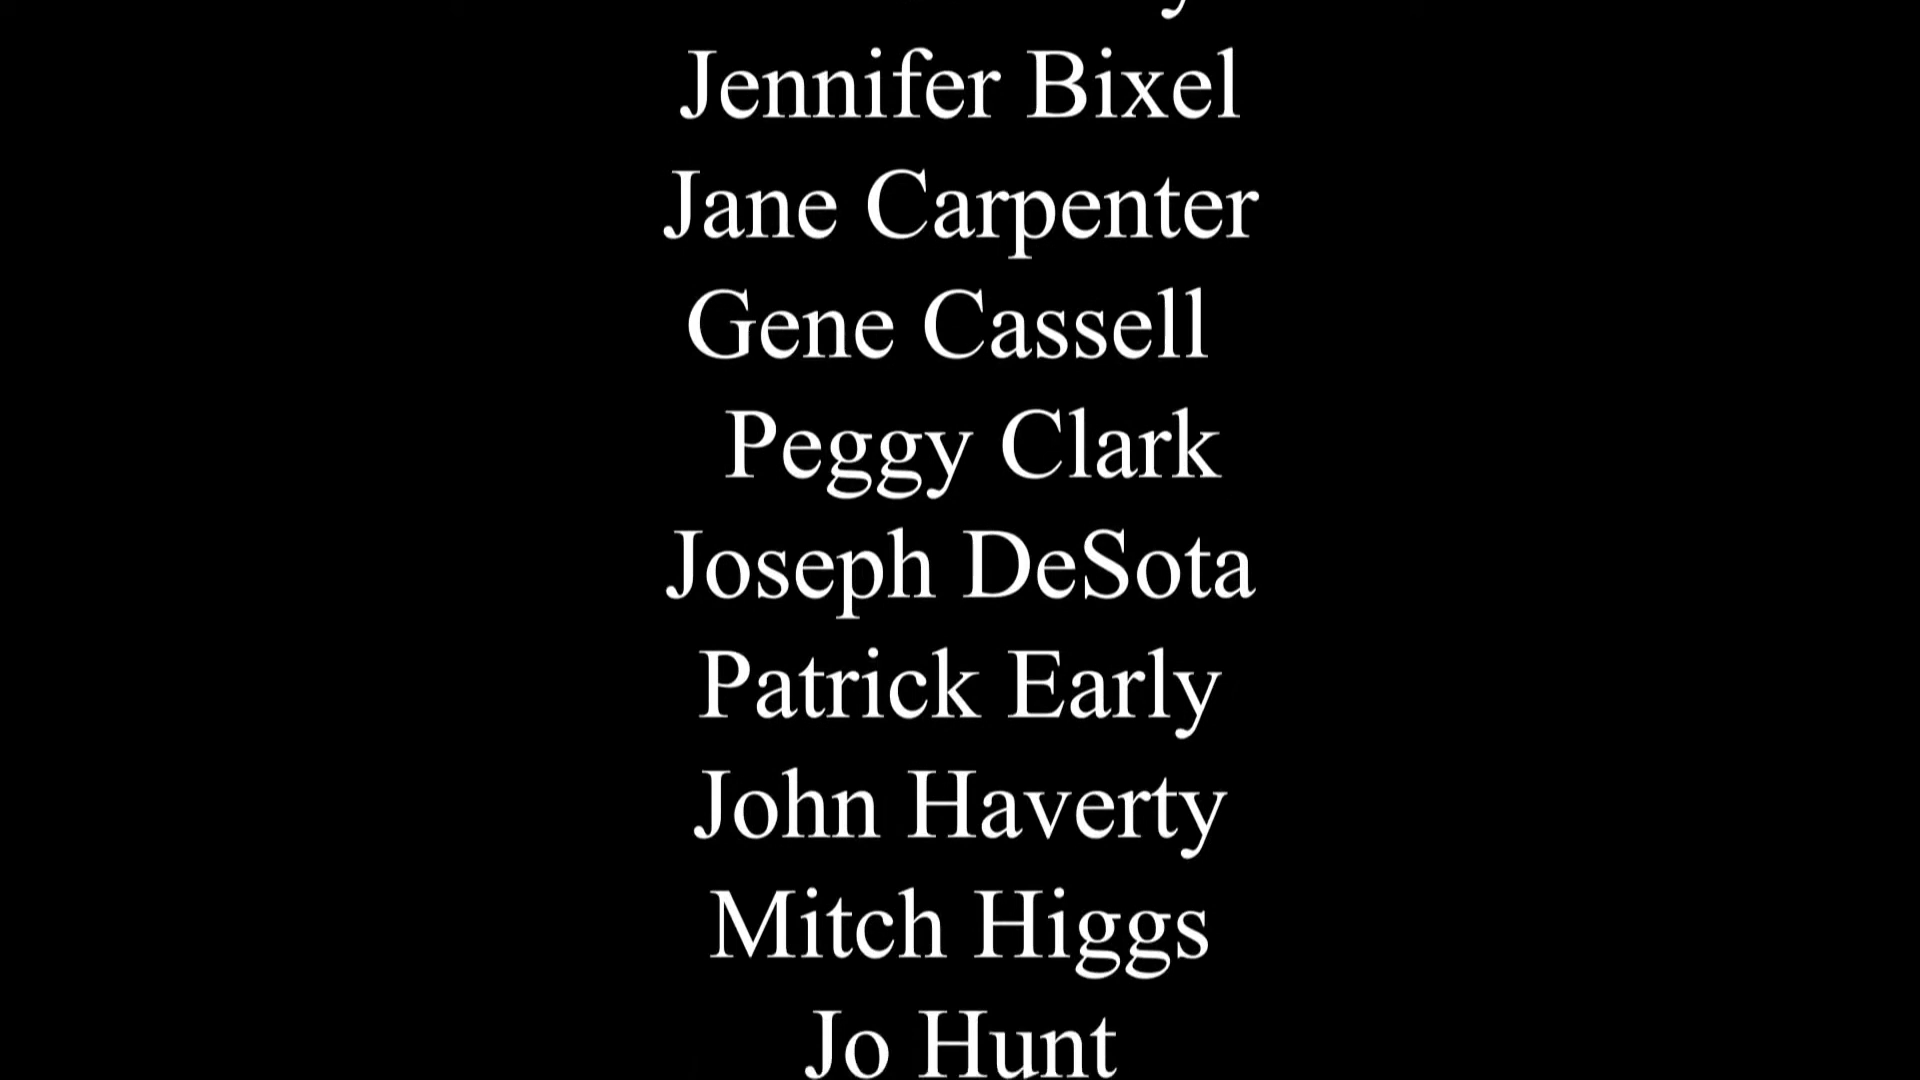 Jennifer Bixel
Jane Carpenter
Gene Cassell
Peggy Clark
Joseph DeSota
Patrick Early
John Haverty
Mitch Higgs
Jo Hunt